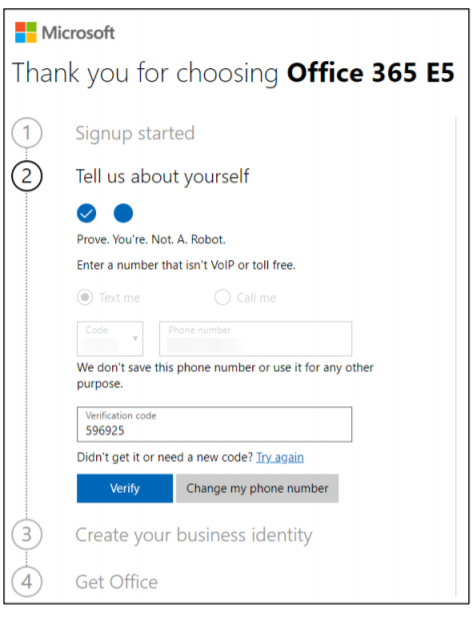 Microsoft
Thank you for choosing Office 365 E5
1 Signup started
2 Tell us about yourself
Prove. You're. Not. A. Robot.
Enter a number that isn't VoIP or toll free.
Text me Call me
Code Phone number
We don't save this phone number or use it for any other
purpose.
Verification code
596925
Didn't get it or need a new code? Try again
Verify Change my phone number
3 Create your business identity
4 Get Office